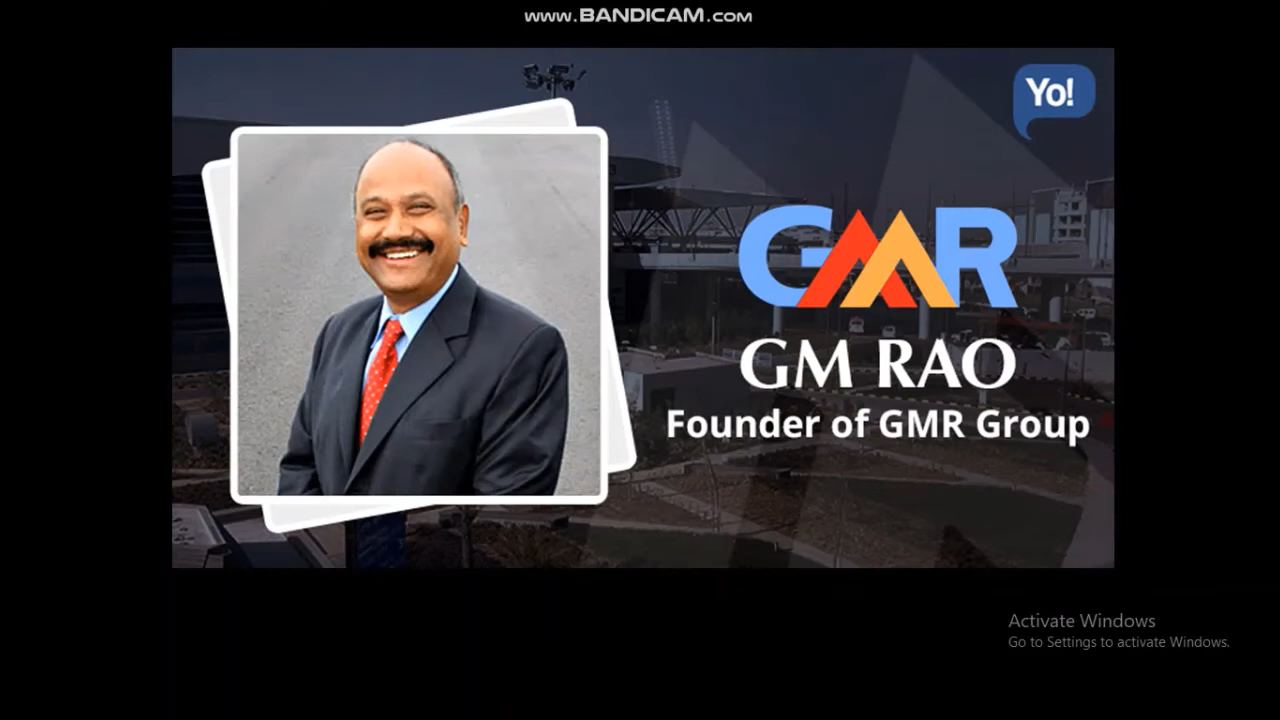 www.BANDICAM.com
Yo!
GMR
GM RAO
Founder of GMR Group
Activate Windows
Go to Settings to activate Windows.